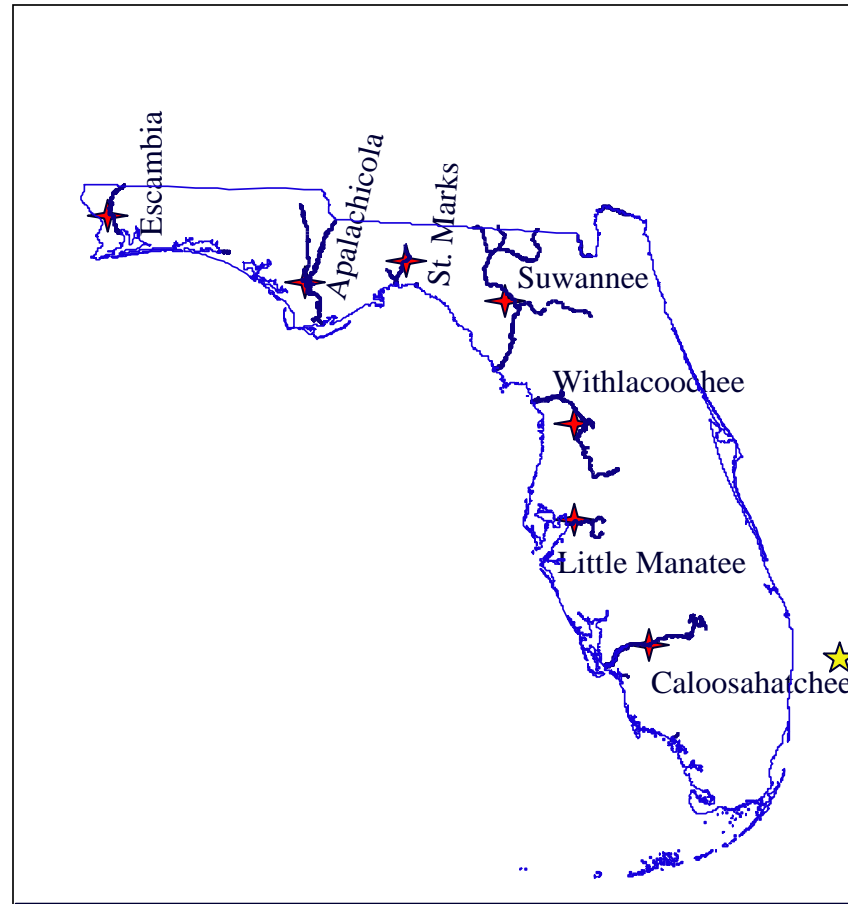 Escambia
Apalachicola
St. Marks
Suwannee
Withlacoochee
Little Manatee
Caloosahatchee